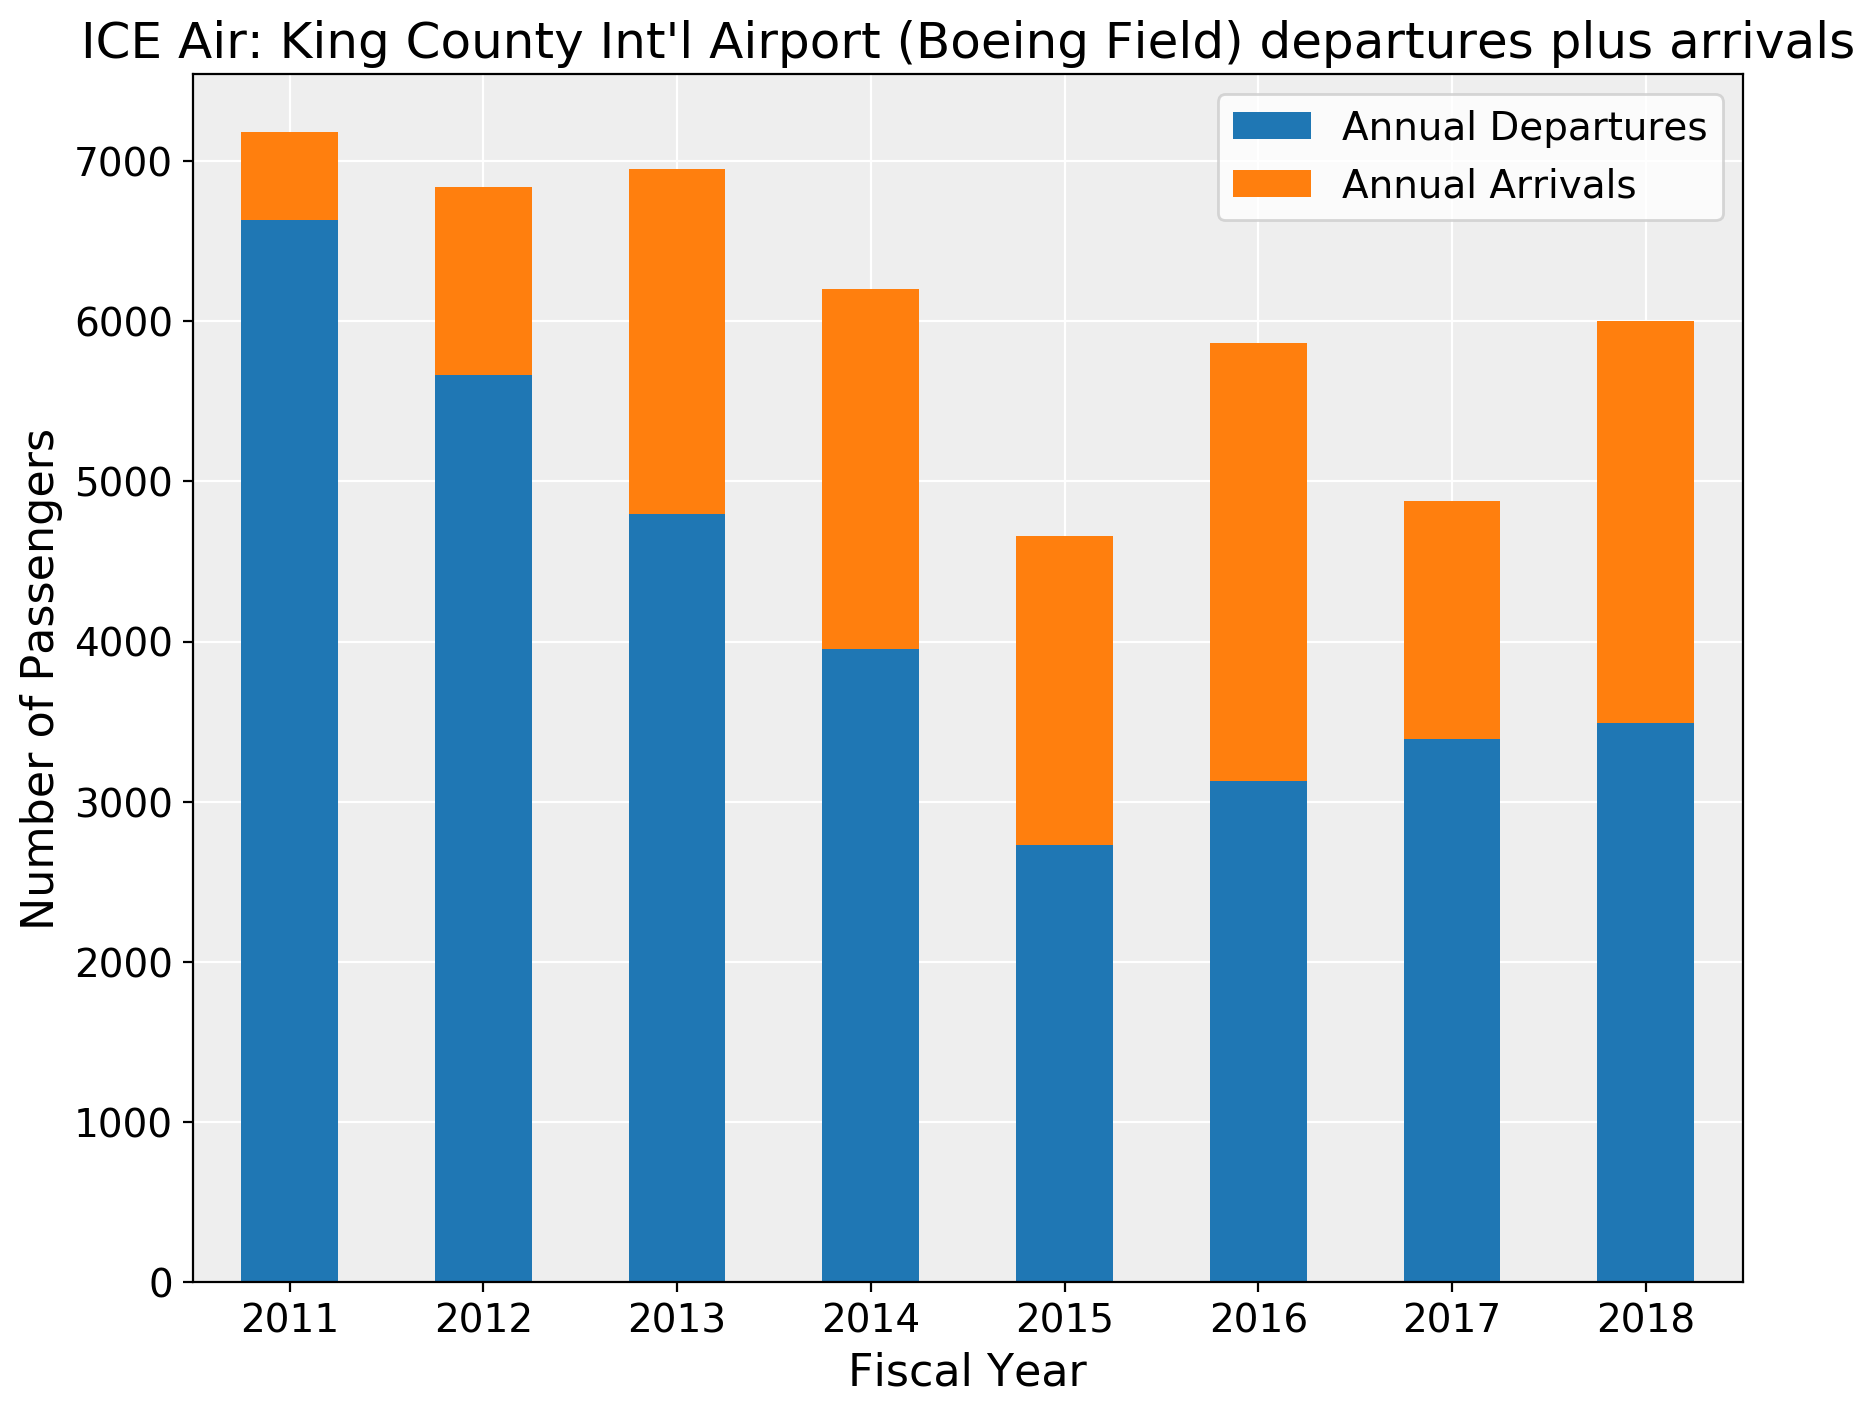 ICE Air: King County Int'l Airport (Boeing Field) departures plus arrivals
Annual Departures
Annual Arrivals
Number of Passengers
7000
6000
5000
4000
3000
2000
1000
0
2011 2012 2013 2014 2015 2016 2017 2018
Fiscal Year